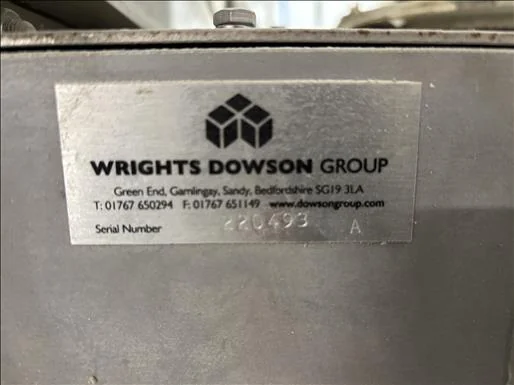 WRIGHTS DOWSON GROUP
Green End, Gamlingay, Sandy, Bedfordshire SG19 3LA
T: 01767 650294 F: 01767 651149 www.dowsongroup.com
Serial Number 220493 A